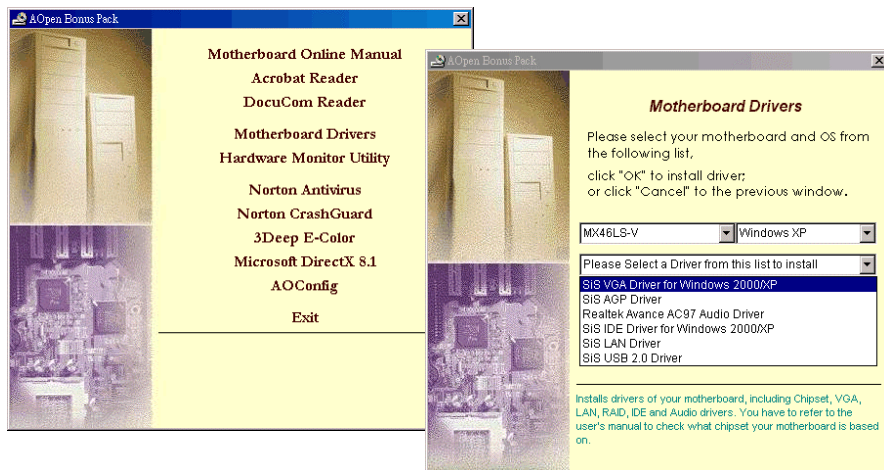 AOpen Bonus Pack
Motherboard Online Manual
Acrobat Reader
DocuCom Reader
Motherboard Drivers
Hardware Monitor Utility
Norton Antivirus
Norton CrashGuard
3Deep E-Color
Microsoft DirectX 8.1
AOConfig
Exit
AOpen Bonus Pack
Motherboard Drivers
Please select your motherboard and OS from
the following list,
click "OK" to install driver;
or click "Cancel" to the previous window.
MX46LS-V Windows XP
Please Select a Driver from this list to install
SiS VGA Driver for Windows 2000/XP
SiS AGP Driver
Realtek Avance AC97 Audio Driver
SiS IDE Driver for Windows 2000/XP
SiS LAN Driver
SiS USB 2.0 Driver
Installs drivers of your motherboard, including Chipset, VGA,
LAN, RAID, IDE and Audio drivers. You have to refer to the
user's manual to check what chipset your motherboard is based
on.